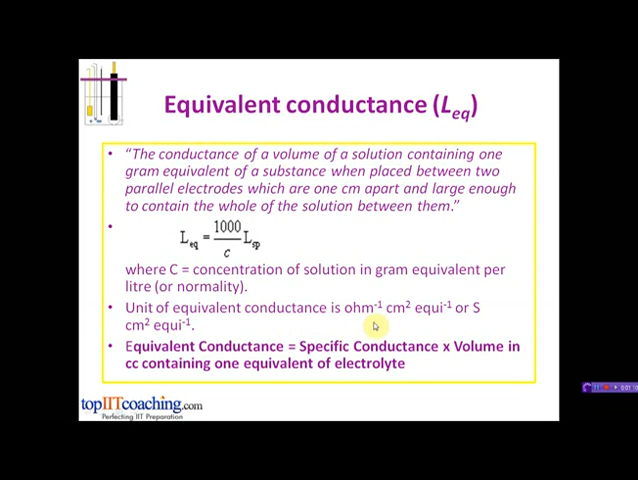 Equivalent conductance (Leq)
• “The conductance of a volume of a solution containing one
gram equivalent of a substance when placed between two
parallel electrodes which are one cm apart and large enough
to contain the whole of the solution between them.”
• Leq = 1000/c Lsp
where C = concentration of solution in gram equivalent per
litre (or normality).
• Unit of equivalent conductance is ohm-1 cm2 equi-1 or S
cm2 equi-1.
• Equivalent Conductance = Specific Conductance x Volume in
cc containing one equivalent of electrolyte
topIITcoaching.com
Perfecting IIT Preparation